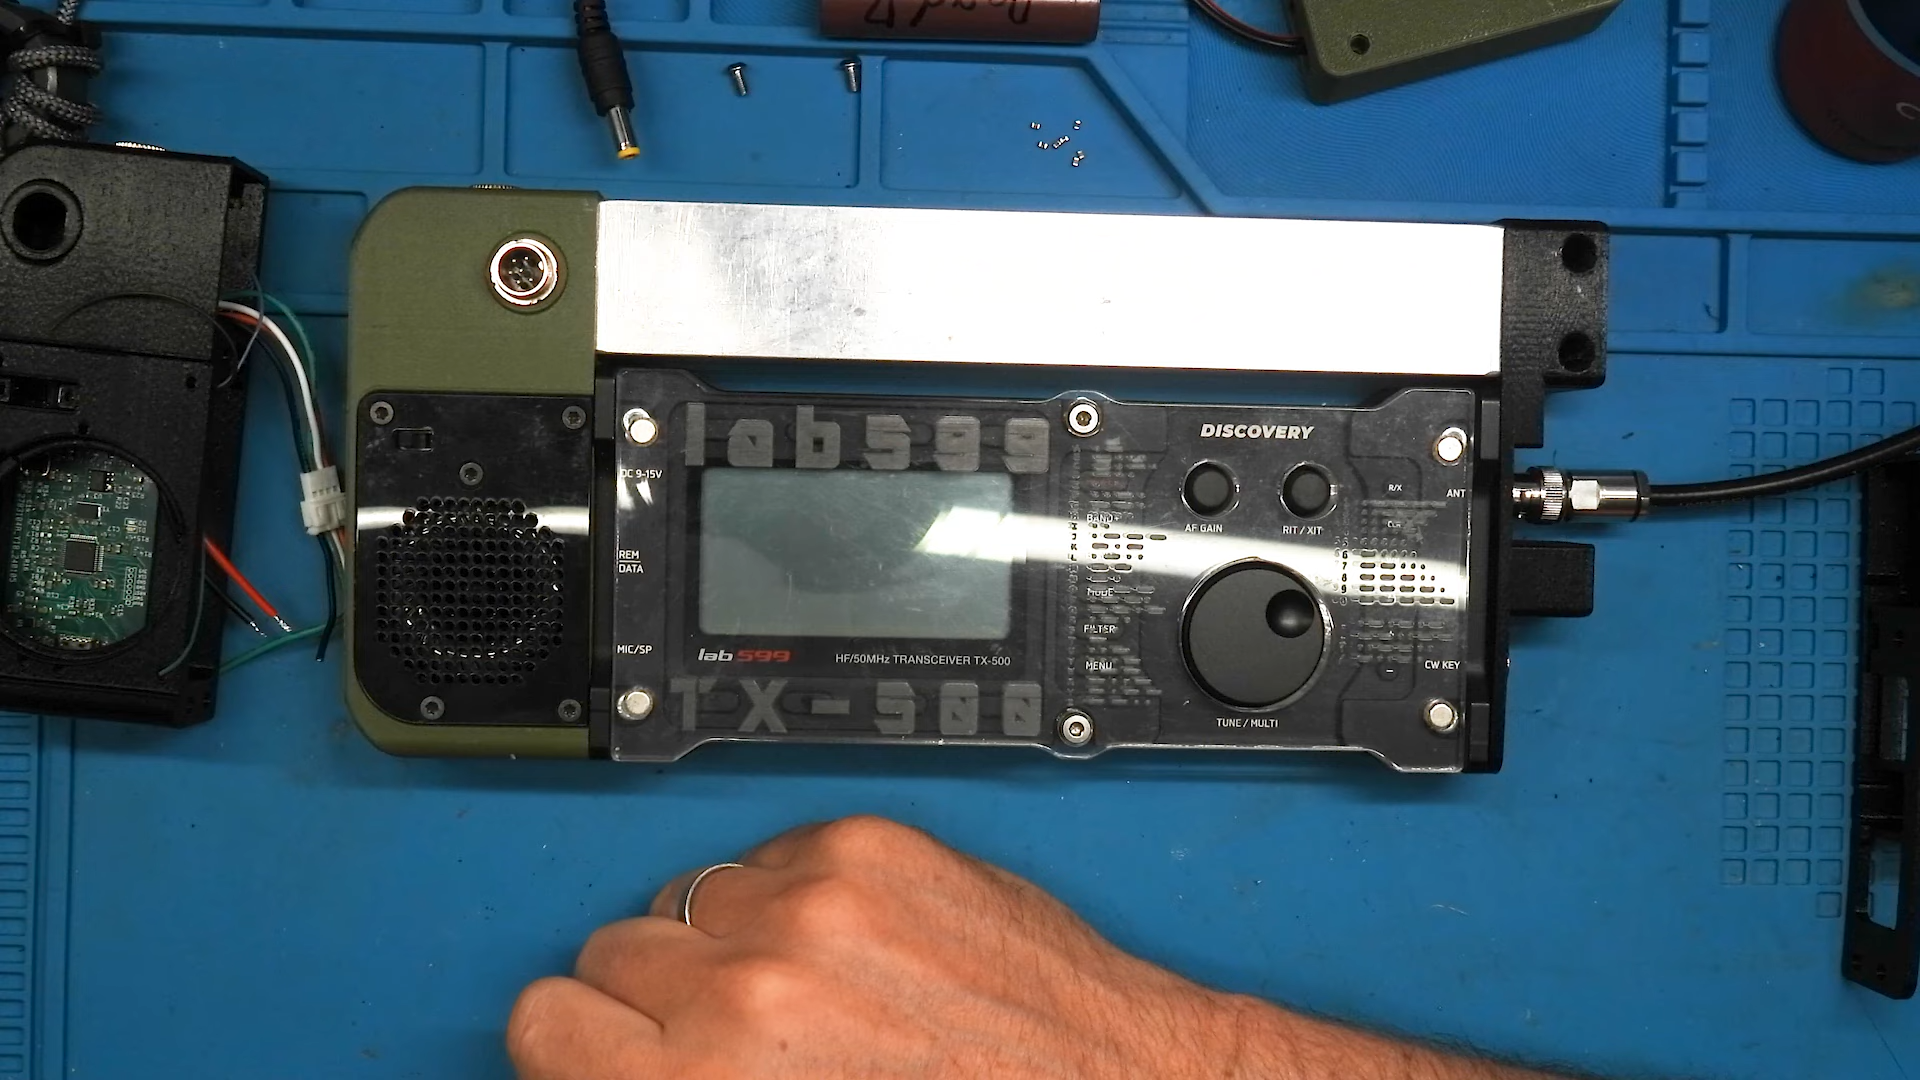 lab599
DISCOVERY
DC 9-15V
R/X
ANT
AF GAIN
RIT / XIT
BAND+
REM
DATA
MODE
FILTER
MIC/SP
lab599
HF/50MHz TRANSCEIVER TX-500
MENU
CW KEY
TX-500
TUNE / MULTI